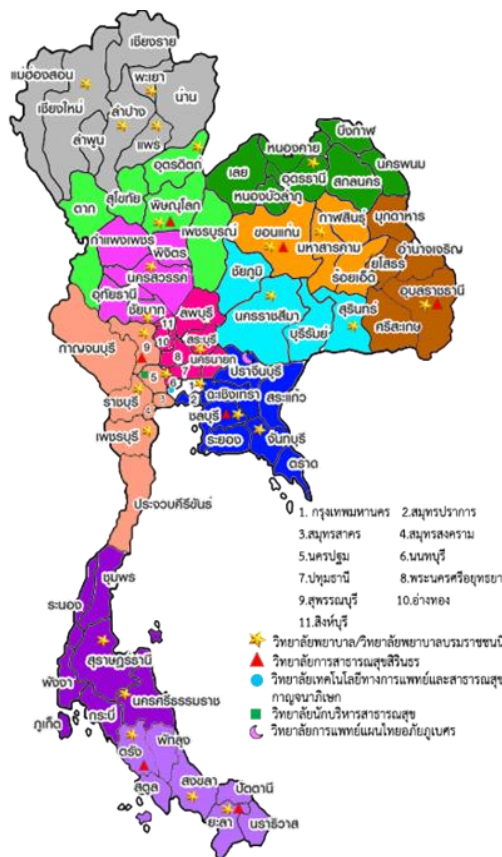 เชียงราย
แม่ฮ่องสอน
พะเยา
น่าน
เชียงใหม่
ลำปาง
ลำพูน
แพร่
อุตรดิตถ์
บึงกาฬ
หนองคาย
เลย
อุดรธานี
นครพนม
สกลนคร
หนองบัวลำภู
สุโขทัย
ตาก
พิษณุโลก
เพชรบูรณ์
กำแพงเพชร
พิจิตร
ขอนแก่น
กาฬสินธุ์
มุกดาหาร
มหาสารคาม
อำนาจเจริญ
ยโสธร
ร้อยเอ็ด
ชัยภูมิ
นครสวรรค์
อุทัยธานี
อุบลราชธานี
ชัยนาท
ลพบุรี
นครราชสีมา
สุรินทร์
บุรีรัมย์
ศรีสะเกษ
11
9
10
สระบุรี
กาญจนบุรี
8
นครนายก
7
ปราจีนบุรี
5
6
1
ฉะเชิงเทรา
สระแก้ว
ราชบุรี
3
2
4
ชลบุรี
เพชรบุรี
ระยอง
จันทบุรี
ตราด
ประจวบคีรีขันธ์
1. กรุงเทพมหานคร 2.สมุทรปราการ
3.สมุทรสาคร 4.สมุทรสงคราม
5.นครปฐม 6.นนทบุรี
7.ปทุมธานี 8.พระนครศรีอยุทธยา
9.สุพรรณบุรี 10.อ่างทอง
11.สิงห์บุรี
ชุมพร
ระนอง
สุราษฎร์ธานี
พังงา
นครศรีธรรมราช
กระบี่
ภูเก็ต
ตรัง
พัทลุง
สตูล
สงขลา
ปัตตานี
ยะลา
นราธิวาส
วิทยาลัยพยาบาล/วิทยาลัยพยาบาลบรมราชชนนี
วิทยาลัยการสาธารณสุขสิรินธร
วิทยาลัยเทคโนโลยีทางการแพทย์และสาธารณสุข
กาญจนาภิเษก
วิทยาลัยนักบริหารสาธารณสุข
วิทยาลัยการแพทย์แผนไทยอภัยภูเบศร